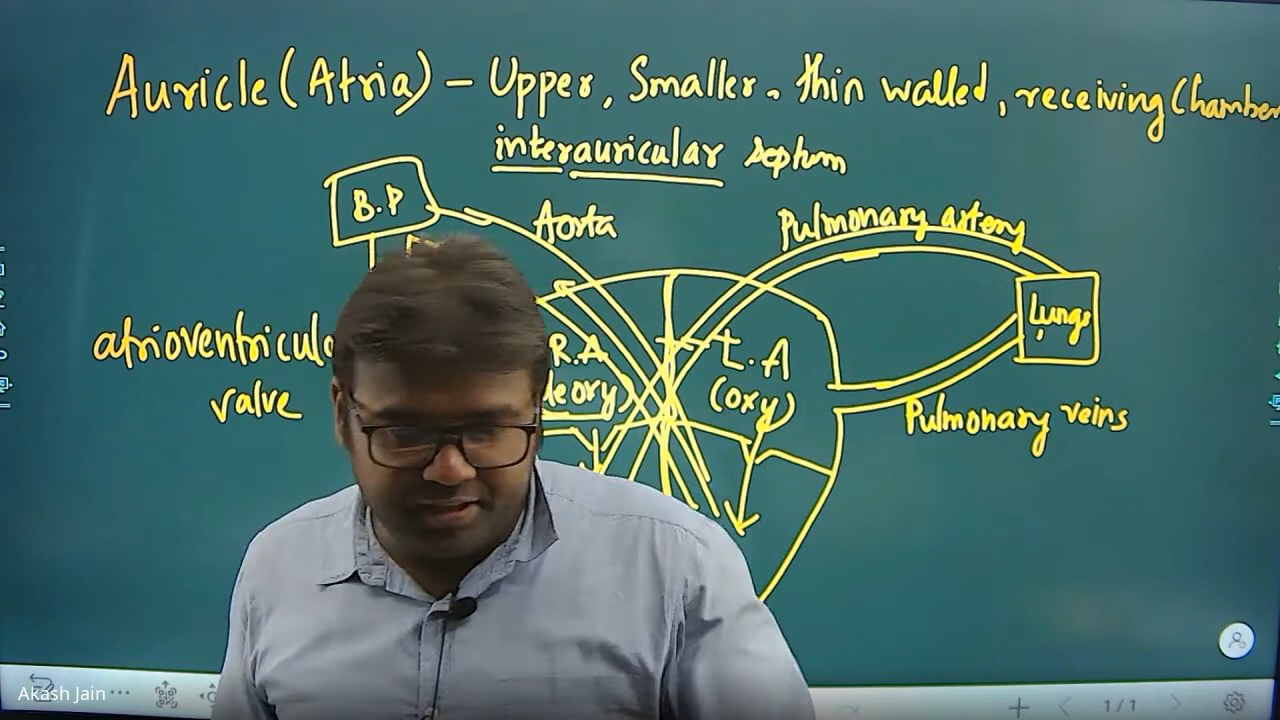 Auricle (Atria) - Upper, Smaller, thin walled, receiving Chamber
interauricular septum
B.P
Aorta
Pulmonary artery
Lungs
atrioventricula
valve
R.A
L.A
(deoxy)
(oxy)
Pulmonary veins
Akash Jain
1/1